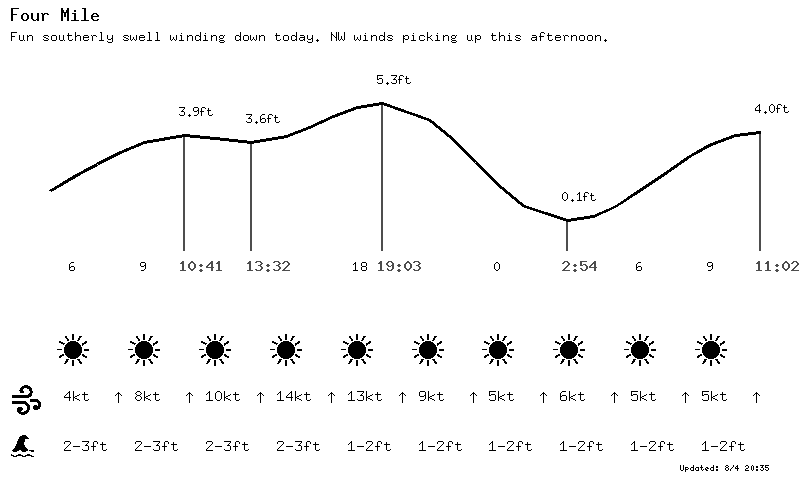 Four Mile
Fun southerly swell winding down today. NW winds picking up this afternoon.
5.3ft
3.9ft
3.6ft
4.0ft
0.1ft
6 9 10:41 13:32 18 19:03 0 2:54 6 9 11:02
4kt ↑ 8kt ↑ 10kt ↑ 14kt ↑ 13kt ↑ 9kt ↑ 5kt ↑ 6kt ↑ 5kt ↑ 5kt ↑
2-3ft 2-3ft 2-3ft 2-3ft 1-2ft 1-2ft 1-2ft 1-2ft 1-2ft 1-2ft
Updated: 8/4 20:35